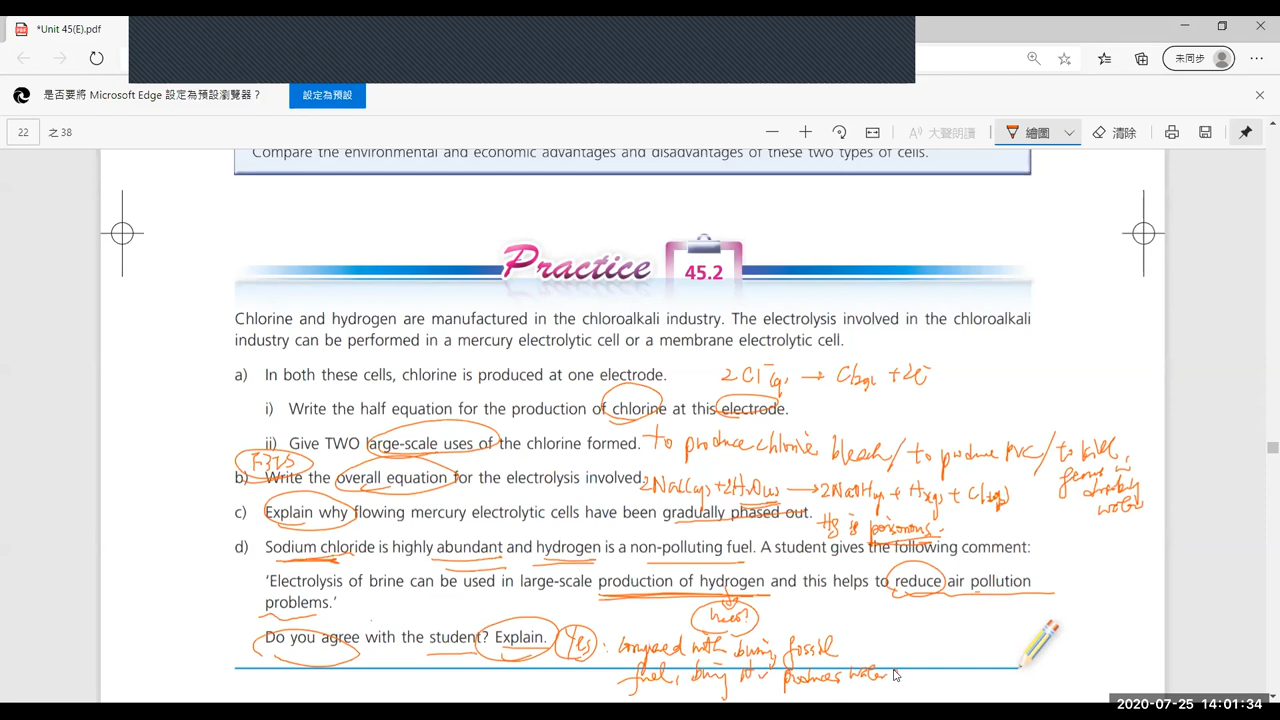 *Unit 45(E).pdf
未同步
是否要將 Microsoft Edge 設定為預設瀏覽器？ 設定為預設
22 之 38 大聲朗讀 繪圖 清除
Compare the environmental and economic advantages and disadvantages of these two types of cells.
Practice 45.2
Chlorine and hydrogen are manufactured in the chloroalkali industry. The electrolysis involved in the chloroalkali
industry can be performed in a mercury electrolytic cell or a membrane electrolytic cell.
a) In both these cells, chlorine is produced at one electrode. 2Cl⁻(aq) → Cl2(g) + 2e⁻
i) Write the half equation for the production of chlorine at this electrode.
ii) Give TWO large-scale uses of the chlorine formed. to produce chlorine bleach/ to produce PVC/ to kill
germs in
drinking
water
b) Write the overall equation for the electrolysis involved. 2NaCl(aq) + 2H2O(l) → 2NaOH(aq) + H2(g) + Cl2(g)
c) Explain why flowing mercury electrolytic cells have been gradually phased out. Hg is poisonous.
d) Sodium chloride is highly abundant and hydrogen is a non-polluting fuel. A student gives the following comment:
'Electrolysis of brine can be used in large-scale production of hydrogen and this helps to reduce air pollution
problems.'
Do you agree with the student? Explain. Yes : compared with burning fossil
fuel, burning H2 produces water
2020-07-25 14:01:34